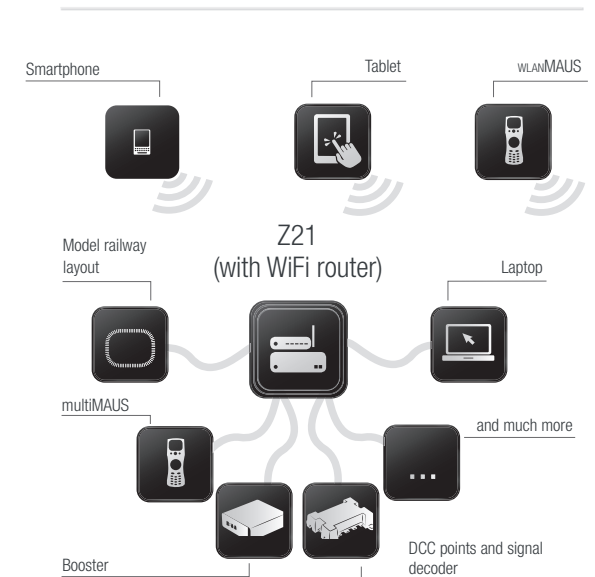 Smartphone
Tablet
WLANMAUS
Z21
(with WiFi router)
Model railway
layout
Laptop
multiMAUS
and much more
Booster
DCC points and signal
decoder